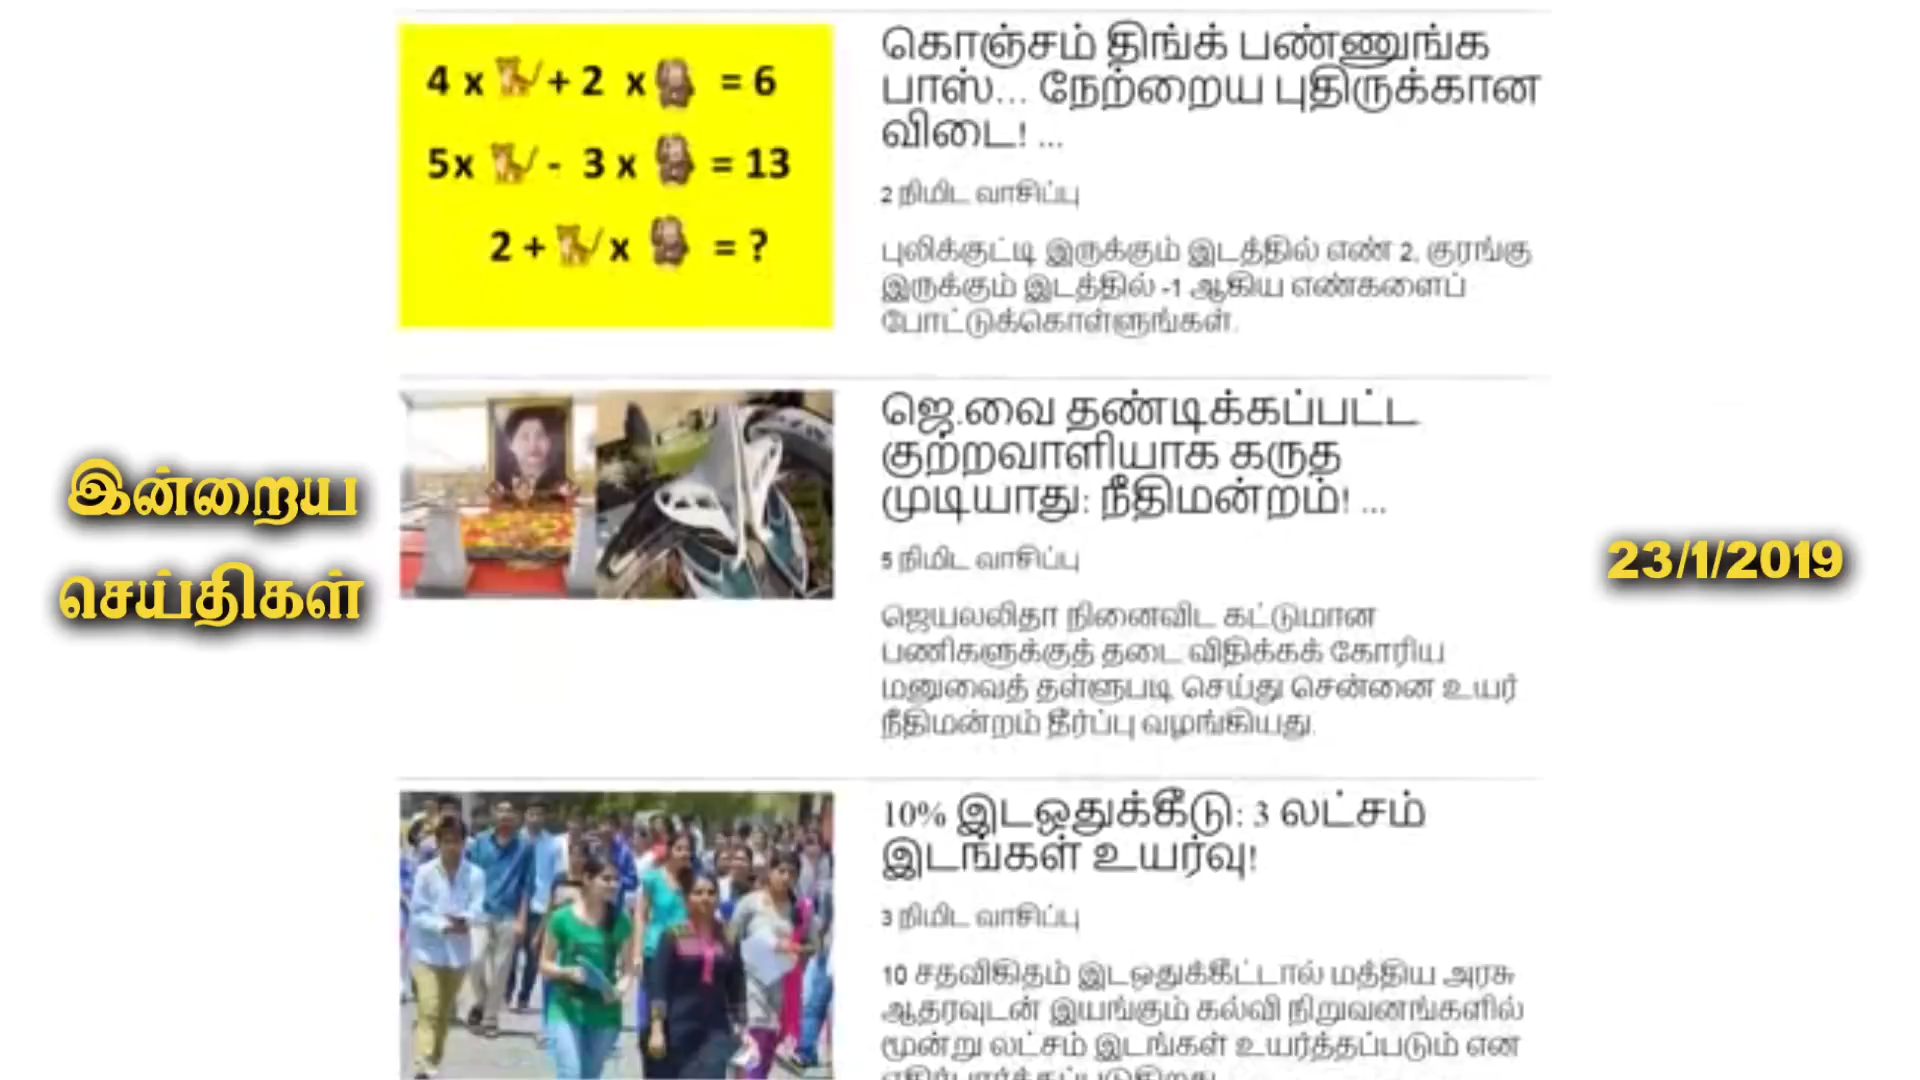 4 x + 2 x = 6
5x - 3 x = 13
2 + x = ?
கொஞ்சம் திங்க் பண்ணுங்க
பாஸ்... நேற்றைய புதிருக்கான
விடை! ...
2 நிமிட வாசிப்பு
புலிக்குட்டி இருக்கும் இடத்தில் எண் 2, குரங்கு
இருக்கும் இடத்தில் -1 ஆகிய எண்களைப்
போட்டுக்கொள்ளுங்கள்.
இன்றைய
செய்திகள்
ஜெ.வை தண்டிக்கப்பட்ட
குற்றவாளியாக கருத
முடியாது: நீதிமன்றம்! ...
5 நிமிட வாசிப்பு
ஜெயலலிதா நினைவிட கட்டுமான
பணிகளுக்குத் தடை விதிக்கக் கோரிய
மனுவைத் தள்ளுபடி செய்து சென்னை உயர்
நீதிமன்றம் தீர்ப்பு வழங்கியது.
23/1/2019
10% இடஒதுக்கீடு: 3 லட்சம்
இடங்கள் உயர்வு!
3 நிமிட வாசிப்பு
10 சதவிகிதம் இடஒதுக்கீட்டால் மத்திய அரசு
ஆதரவுடன் இயங்கும் கல்வி நிறுவனங்களில்
மூன்று லட்சம் இடங்கள் உயர்த்தப்படும் என